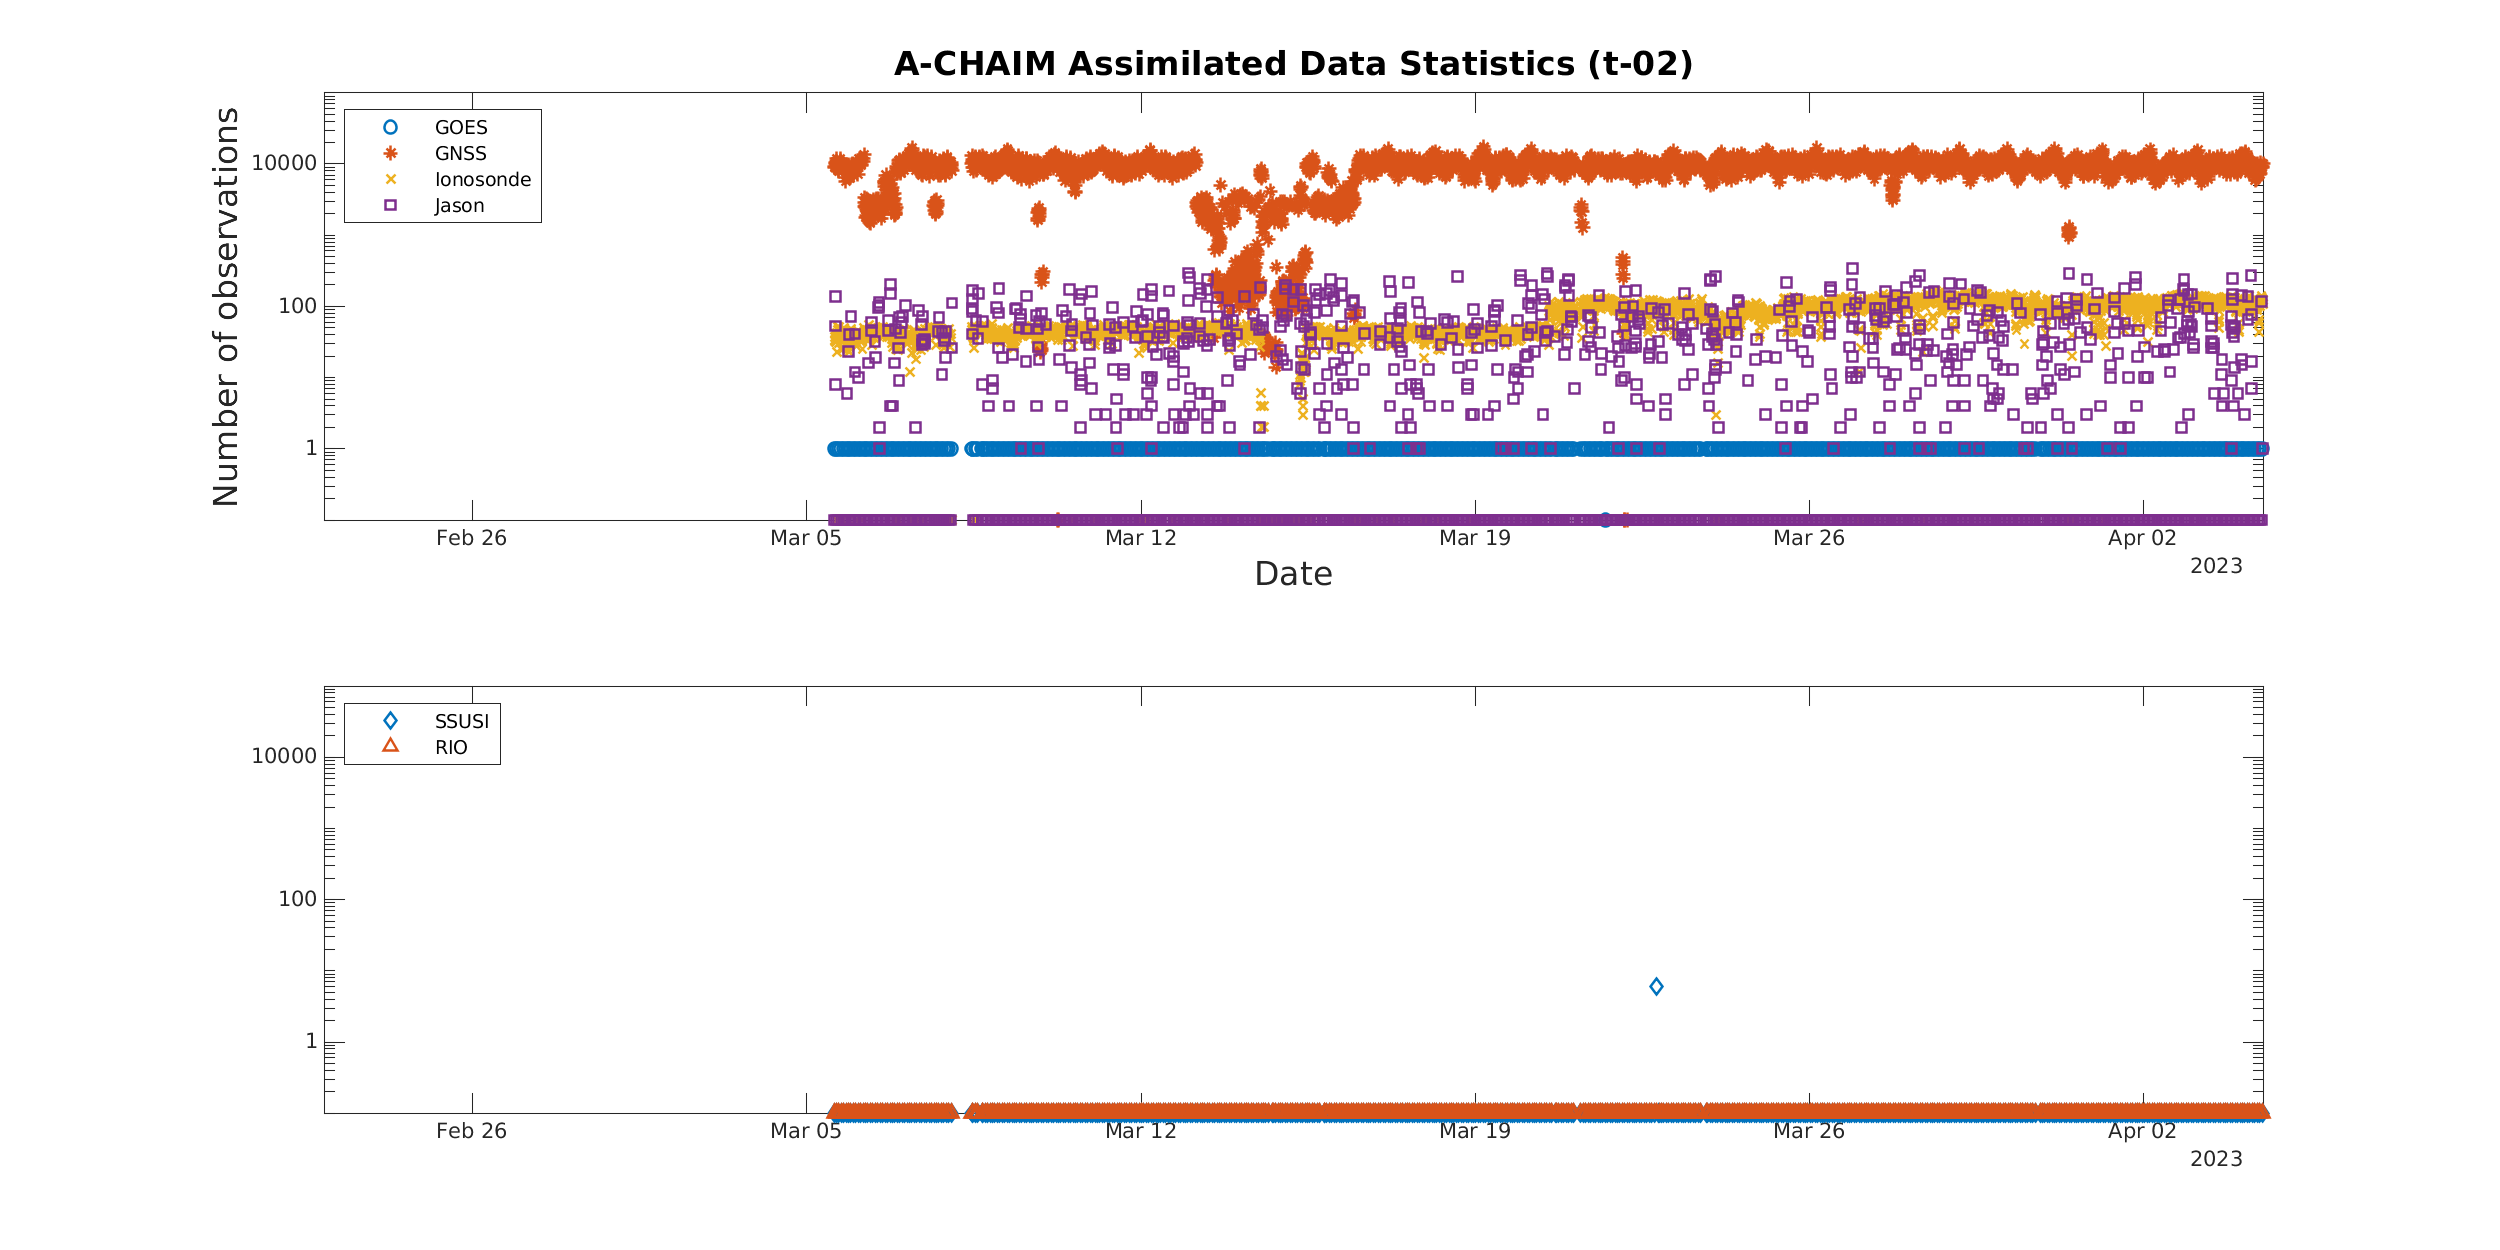 A-CHAIM Assimilated Data Statistics (t-02)
Number of observations
10000
100
1
GOES
GNSS
Ionosonde
Jason
Feb 26 Mar 05 Mar 12 Mar 19 Mar 26 Apr 02
2023
Date
10000
100
1
SSUSI
RIO
Feb 26 Mar 05 Mar 12 Mar 19 Mar 26 Apr 02
2023